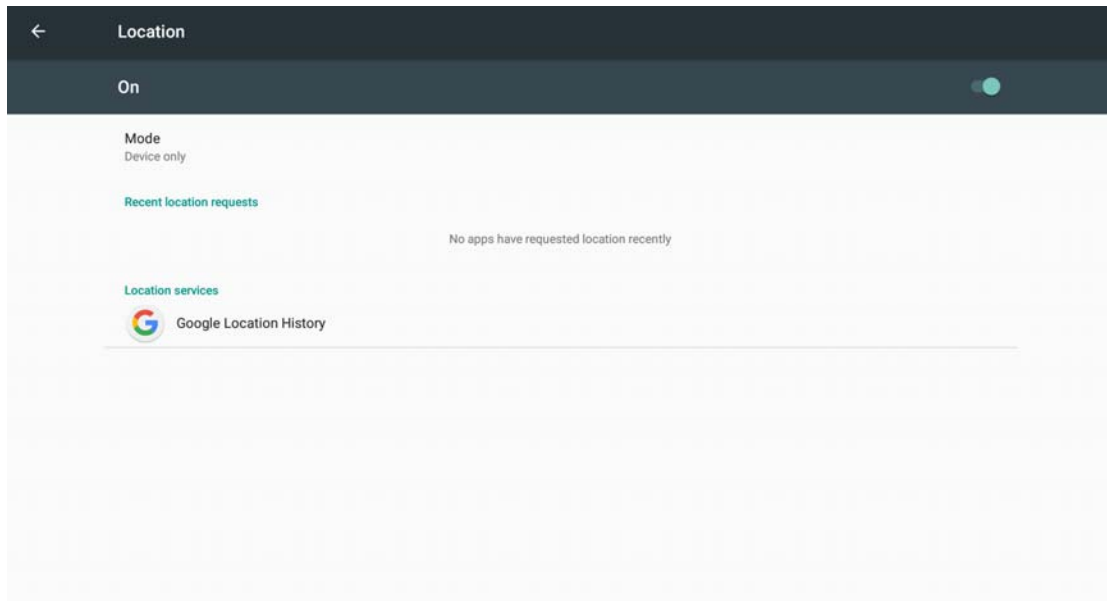 Location
On
Mode
Device only
Recent location requests
No apps have requested location recently
Location services
Google Location History